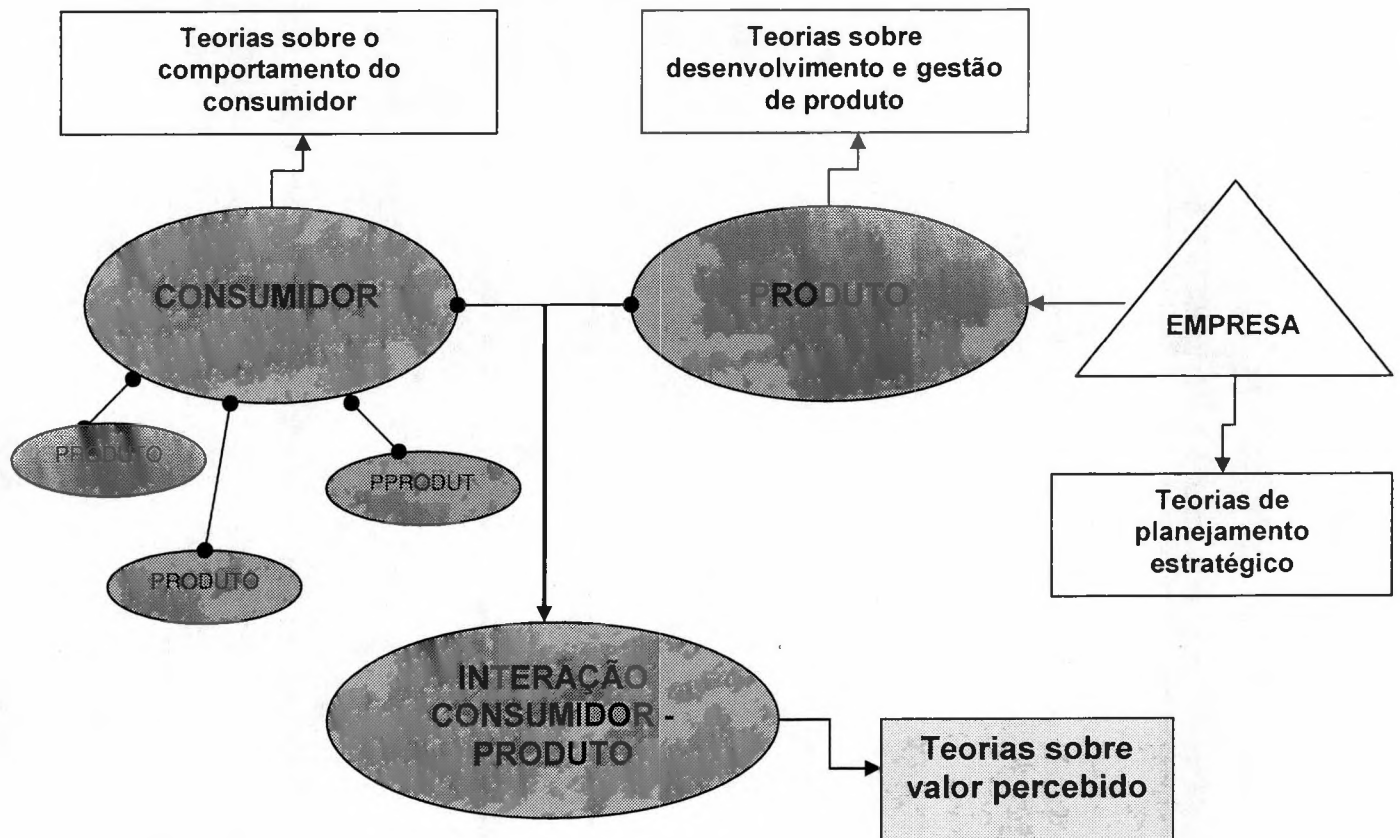 Teorias sobre o
comportamento do
consumidor
Teorias sobre
desenvolvimento e gestão
de produto
CONSUMIDOR
PRODUTO
EMPRESA
PRODUTO
PPRODUT
PRODUTO
Teorias de
planejamento
estratégico
INTERAÇÃO
CONSUMIDOR -
PRODUTO
Teorias sobre
valor percebido